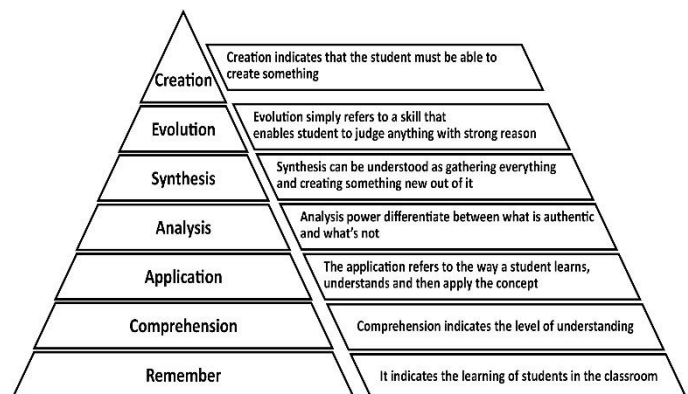 Creation
Creation indicates that the student must be able to
create something
Evolution
Evolution simply refers to a skill that
enables student to judge anything with strong reason
Synthesis
Synthesis can be understood as gathering everything
and creating something new out of it
Analysis
Analysis power differentiate between what is authentic
and what's not
Application
The application refers to the way a student learns,
understands and then apply the concept
Comprehension
Comprehension indicates the level of understanding
Remember
It indicates the learning of students in the classroom